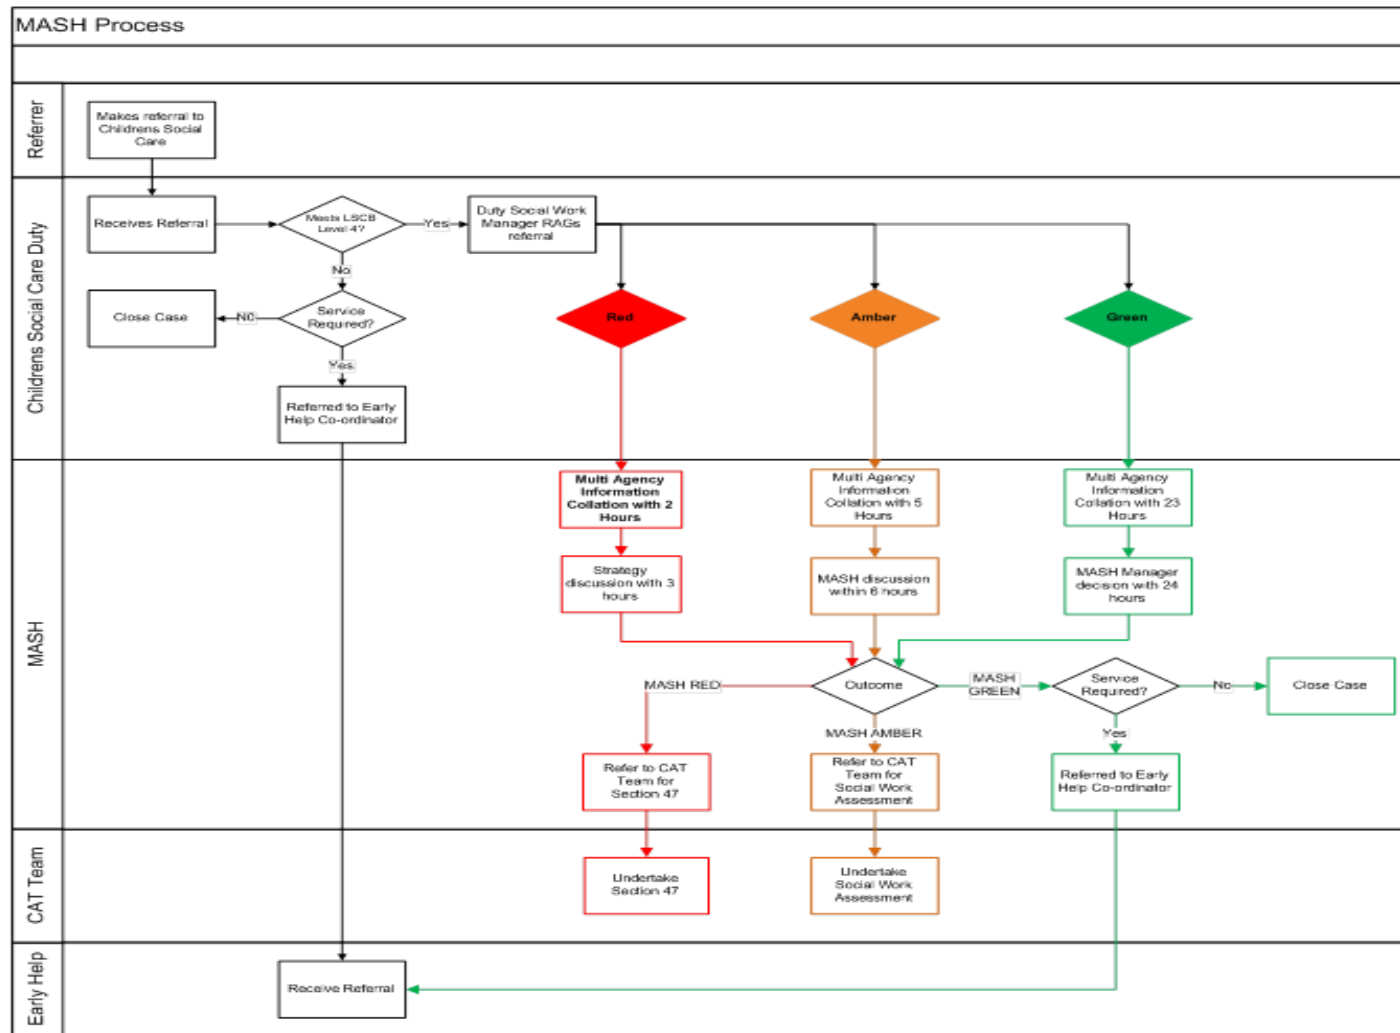 MASH Process
Referrer
Makes referral to
Childrens Social
Care
Childrens Social Care Duty
Receives Referral
Meets LSCB
Level 4?
Yes
Duty Social Work
Manager RAGs
referral
No
Close Case
NO
Service
Required?
Red
Amber
Green
Yes
Referred to Early
Help Co-ordinator
MASH
Multi Agency
Information
Collation with 2
Hours
Multi Agency
Information
Collation with 5
Hours
Multi Agency
Information
Collation with 23
Hours
Strategy
discussion with 3
hours
MASH discussion
within 6 hours
MASH Manager
decision with 24
hours
MASH RED
Outcome
MASH
GREEN
Service
Required?
No
Close Case
MASH AMBER
Yes
Refer to CAT
Team for
Section 47
Refer to CAT
Team for
Social Work
Assessment
Referred to Early
Help Co-ordinator
CAT Team
Undertake
Section 47
Undertake
Social Work
Assessment
Early Help
Receive Referral